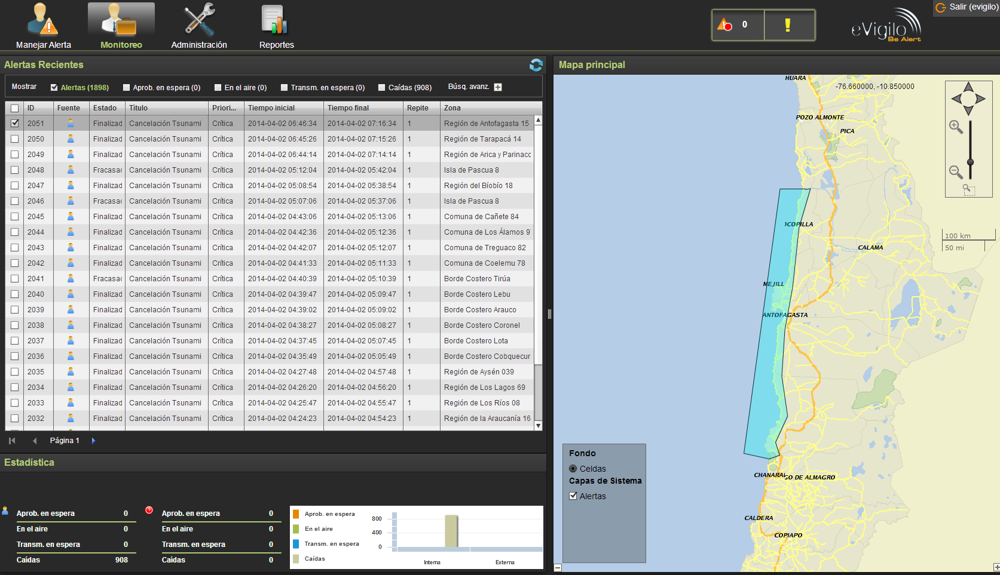 Manejar Alerta
Monitoreo
Administración
Reportes
0
eVigilo
Be Alert
Salir (evigilo)
Alertas Recientes
Mostrar Alertas (1898) Aprob. en espera (0) En el aire (0) Transm. en espera (0) Caídas (908) Búsq. avanz.
ID Fuente Estado Titulo Priori... Tiempo inicial Tiempo final Repite Zona
2051 Finalizad Cancelación Tsunami Crítica 2014-04-02 06:46:34 2014-04-02 07:16:34 1 Región de Antofagasta 15
2050 Finalizad Cancelación Tsunami Crítica 2014-04-02 06:45:26 2014-04-02 07:15:26 1 Región de Tarapacá 14
2049 Finalizad Cancelación Tsunami Crítica 2014-04-02 06:44:14 2014-04-02 07:14:14 1 Región de Arica y Parinacc
2048 Fracasac Cancelación Tsunami Crítica 2014-04-02 05:12:04 2014-04-02 05:42:04 1 Isla de Pascua 8
2047 Finalizad Cancelación Tsunami Crítica 2014-04-02 05:08:54 2014-04-02 05:38:54 1 Región del Bíobío 18
2046 Fracasac Cancelación Tsunami Crítica 2014-04-02 05:07:06 2014-04-02 05:37:06 1 Isla de Pascua 8
2045 Finalizad Cancelación Tsunami Crítica 2014-04-02 04:43:06 2014-04-02 05:13:06 1 Comuna de Cañete 84
2044 Finalizad Cancelación Tsunami Crítica 2014-04-02 04:42:36 2014-04-02 05:12:36 1 Comuna de Los Álamos 9
2043 Finalizad Cancelación Tsunami Crítica 2014-04-02 04:42:07 2014-04-02 05:12:07 1 Comuna de Treguaco 82
2042 Finalizad Cancelación Tsunami Crítica 2014-04-02 04:41:33 2014-04-02 05:11:33 1 Comuna de Coelemu 78
2041 Fracasac Cancelación Tsunami Crítica 2014-04-02 04:40:39 2014-04-02 05:10:39 1 Borde Costero Tirúa
2040 Finalizad Cancelación Tsunami Crítica 2014-04-02 04:39:47 2014-04-02 05:09:47 1 Borde Costero Lebu
2039 Finalizad Cancelación Tsunami Crítica 2014-04-02 04:39:02 2014-04-02 05:09:02 1 Borde Costero Arauco
2038 Finalizad Cancelación Tsunami Crítica 2014-04-02 04:38:27 2014-04-02 05:08:27 1 Borde Costero Coronel
2037 Finalizad Cancelación Tsunami Crítica 2014-04-02 04:37:45 2014-04-02 05:07:45 1 Borde Costero Lota
2036 Finalizad Cancelación Tsunami Crítica 2014-04-02 04:35:49 2014-04-02 05:05:49 1 Borde Costero Cobquecur
2035 Finalizad Cancelación Tsunami Crítica 2014-04-02 04:27:48 2014-04-02 04:57:48 1 Región de Aysén 039
2034 Finalizad Cancelación Tsunami Crítica 2014-04-02 04:26:20 2014-04-02 04:56:20 1 Región de Los Lagos 69
2033 Finalizad Cancelación Tsunami Crítica 2014-04-02 04:25:47 2014-04-02 04:55:47 1 Región de Los Ríos 08
2032 Finalizad Cancelación Tsunami Crítica 2014-04-02 04:24:23 2014-04-02 04:54:23 1 Región de la Araucanía 16
Página 1
Estadística
Aprob. en espera 0
En el aire 0
Transm. en espera 0
Caídas 908
Aprob. en espera 0
En el aire 0
Transm. en espera 0
Caídas 0
Aprob. en espera
En el aire
Transm. en espera
Caídas
800
400
0
Interna Externa
Mapa principal
HUARA
-76.660000, -10.850000
POZO ALMONTE
PICA
OCOPILLA
100 km
50 mi
CALAMA
MEJILL
ANTOFAGASTA
CHANARAL
GO DE ALMAGRO
CALDERA
COPIAPO
Fondo
Celdas
Capas de Sistema
Alertas